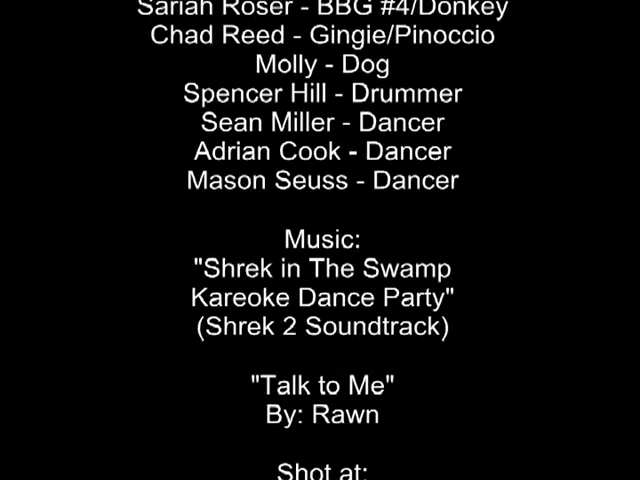 Sariah Roser - BBG #4/Donkey
Chad Reed - Gingie/Pinoccio
Molly - Dog
Spencer Hill - Drummer
Sean Miller - Dancer
Adrian Cook - Dancer
Mason Seuss - Dancer
Music:
"Shrek in The Swamp
Kareoke Dance Party"
(Shrek 2 Soundtrack)
"Talk to Me"
By: Rawn
Shot at: